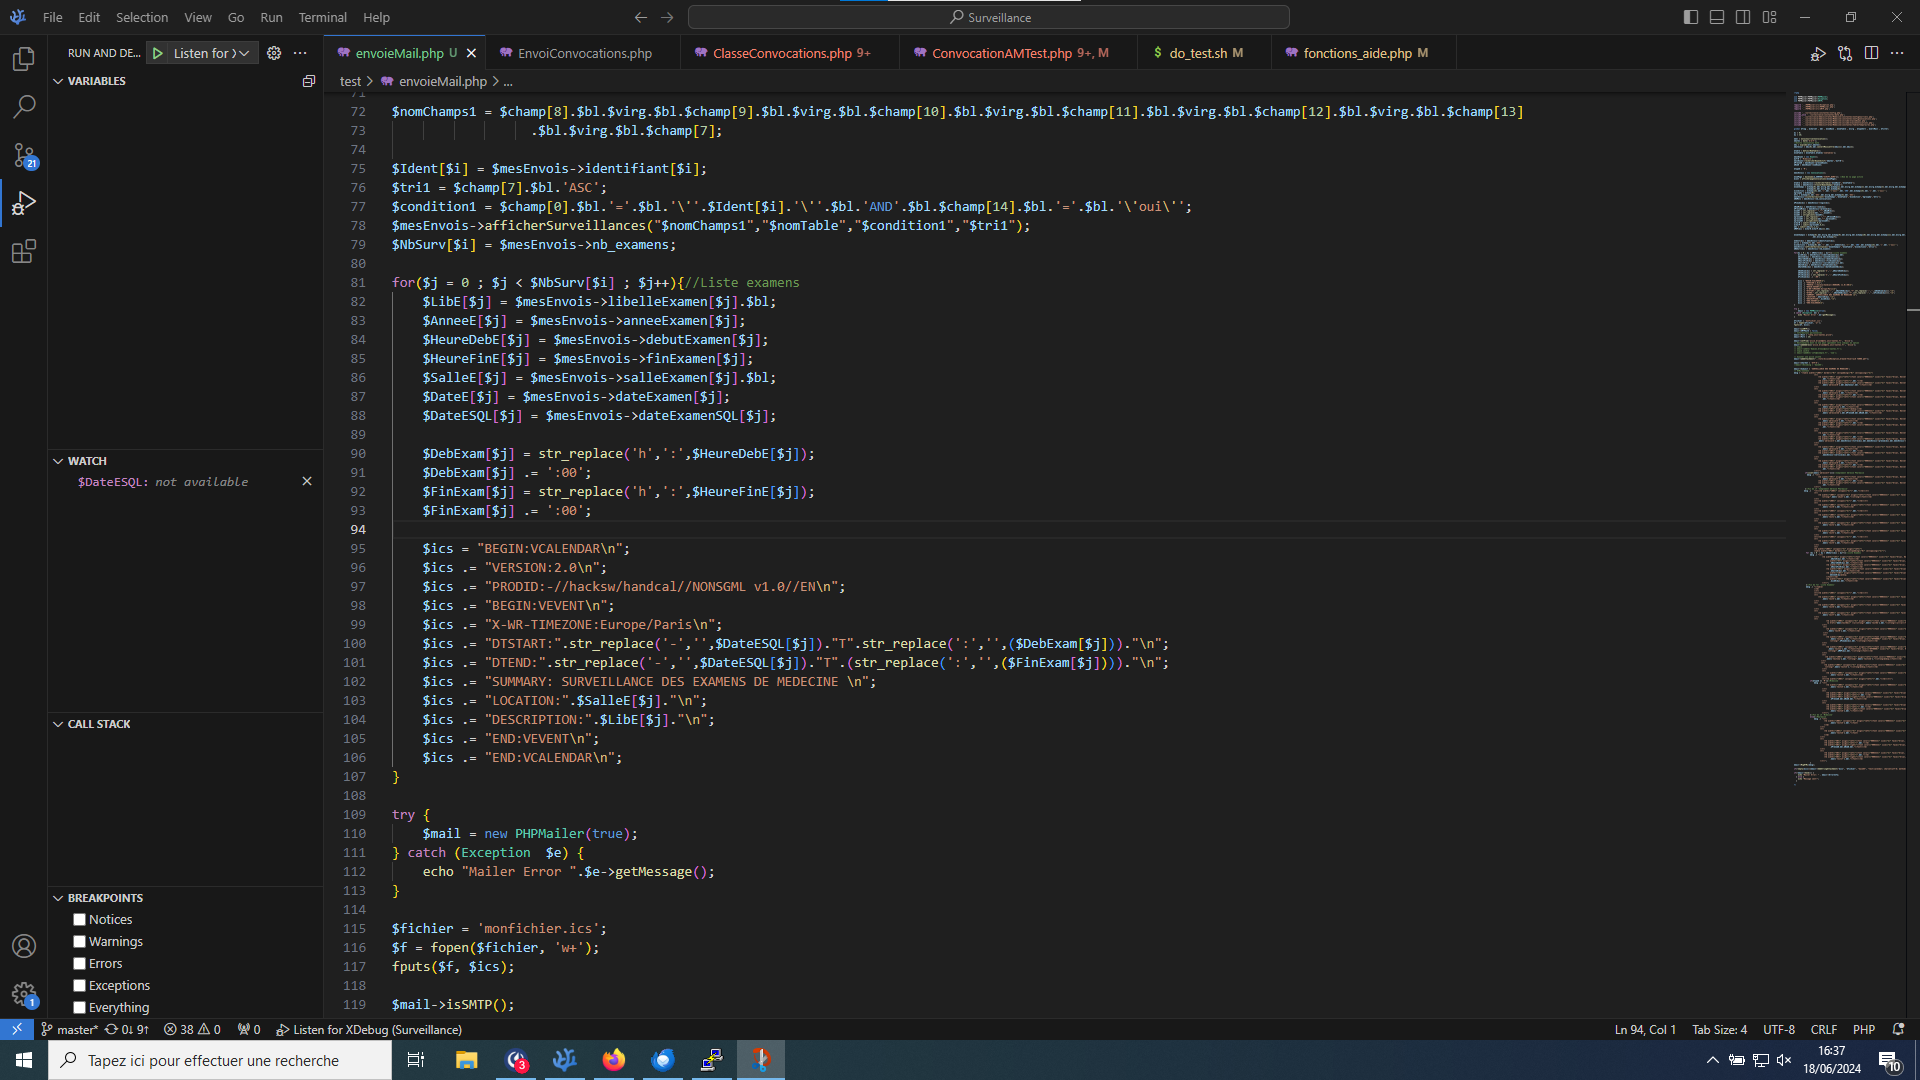 File Edit Selection View Go Run Terminal Help
Surveillance
RUN AND DE... Listen for X
envoieMail.php U
EnvoiConvocations.php
ClasseConvocations.php 9+
ConvocationAMTest.php 9+, M
$ do_test.sh M
fonctions_aide.php M
VARIABLES
test > envoieMail.php > ...
71
72 $nomChamps1 = $champ[8].$bl.$virg.$bl.$champ[9].$bl.$virg.$bl.$champ[10].$bl.$virg.$bl.$champ[11].$bl.$virg.$bl.$champ[12].$bl.$virg.$bl.$champ[13]
73 .$bl.$virg.$bl.$champ[7];
74
75 $Ident[$i] = $mesEnvois->identifiant[$i];
76 $tri1 = $champ[7].$bl.'ASC';
77 $condition1 = $champ[0].$bl.'='.$bl.'\''.$Ident[$i].'\''.$bl.'AND'.$bl.$champ[14].$bl.'='.$bl.'\'oui\'';
78 $mesEnvois->afficherSurveillances("$nomChamps1","$nomTable","$condition1","$tri1");
79 $NbSurv[$i] = $mesEnvois->nb_examens;
80
81 for($j = 0 ; $j < $NbSurv[$i] ; $j++){//Liste examens
82 $LibE[$j] = $mesEnvois->libelleExamen[$j].$bl;
83 $AnneeE[$j] = $mesEnvois->anneeExamen[$j];
84 $HeureDebE[$j] = $mesEnvois->debutExamen[$j];
85 $HeureFinE[$j] = $mesEnvois->finExamen[$j];
86 $SalleE[$j] = $mesEnvois->salleExamen[$j].$bl;
87 $DateE[$j] = $mesEnvois->dateExamen[$j];
88 $DateESQL[$j] = $mesEnvois->dateExamenSQL[$j];
89
90 $DebExam[$j] = str_replace('h',':',$HeureDebE[$j]);
91 $DebExam[$j] .= ':00';
92 $FinExam[$j] = str_replace('h',':',$HeureFinE[$j]);
93 $FinExam[$j] .= ':00';
94
95 $ics = "BEGIN:VCALENDAR\n";
96 $ics .= "VERSION:2.0\n";
97 $ics .= "PRODID:-//hacksw/handcal//NONSGML v1.0//EN\n";
98 $ics .= "BEGIN:VEVENT\n";
99 $ics .= "X-WR-TIMEZONE:Europe/Paris\n";
100 $ics .= "DTSTART:".str_replace('-','',$DateESQL[$j])."T".str_replace(':','',($DebExam[$j]))."\n";
101 $ics .= "DTEND:".str_replace('-','',$DateESQL[$j])."T".(str_replace(':','',($FinExam[$j])))."\n";
102 $ics .= "SUMMARY: SURVEILLANCE DES EXAMENS DE MEDECINE \n";
103 $ics .= "LOCATION:".$SalleE[$j]."\n";
104 $ics .= "DESCRIPTION:".$LibE[$j]."\n";
105 $ics .= "END:VEVENT\n";
106 $ics .= "END:VCALENDAR\n";
107 }
108
109 try {
110 $mail = new PHPMailer(true);
111 } catch (Exception  $e) {
112 echo "Mailer Error ".$e->getMessage();
113 }
114
115 $fichier = 'monfichier.ics';
116 $f = fopen($fichier, 'w+');
117 fputs($f, $ics);
118
119 $mail->isSMTP();
WATCH
$DateESQL: not available
CALL STACK
BREAKPOINTS
Notices
Warnings
Errors
Exceptions
Everything
21
1
master* 0↓ 9↑ 38 0 0 Listen for XDebug (Surveillance)
Ln 94, Col 1 Tab Size: 4 UTF-8 CRLF PHP
Tapez ici pour effectuer une recherche
3
16:37
18/06/2024
10